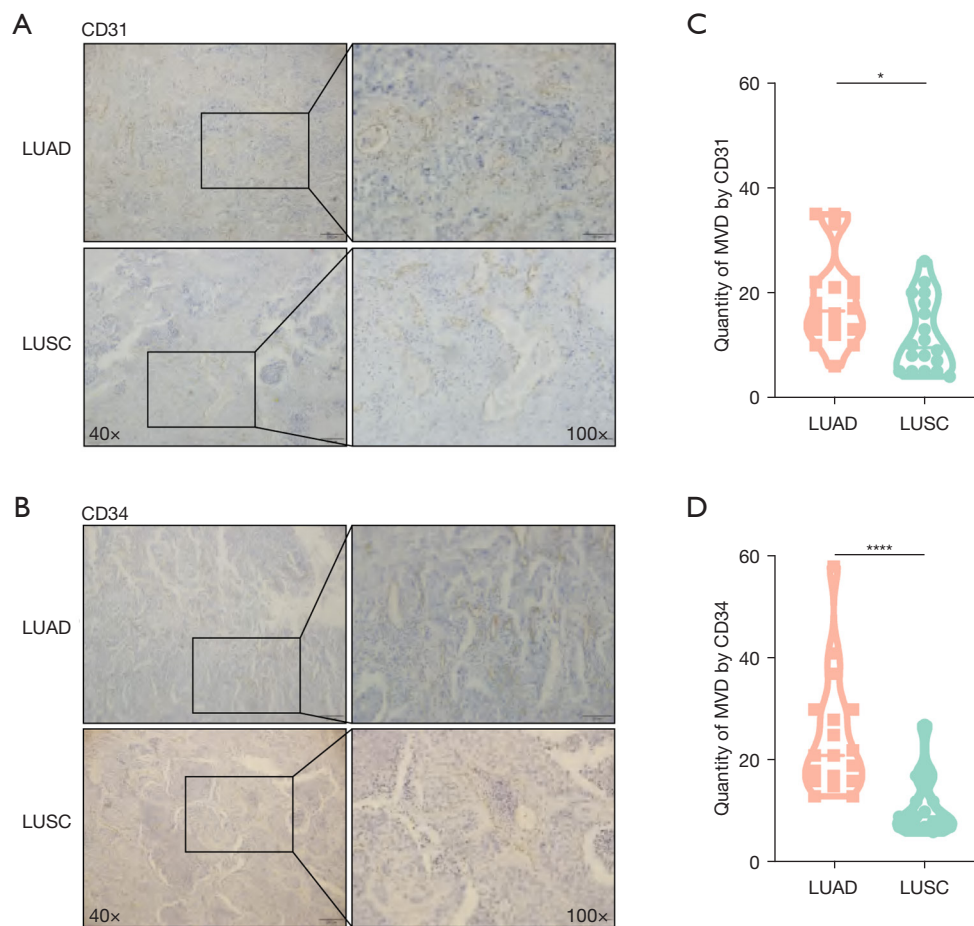 A
CD31
LUAD
LUSC
40×
100×
B
CD34
LUAD
LUSC
40×
100×
C
60
40
20
0
Quantity of MVD by CD31
*
LUAD
LUSC
D
60
40
20
0
Quantity of MVD by CD34
****
LUAD
LUSC